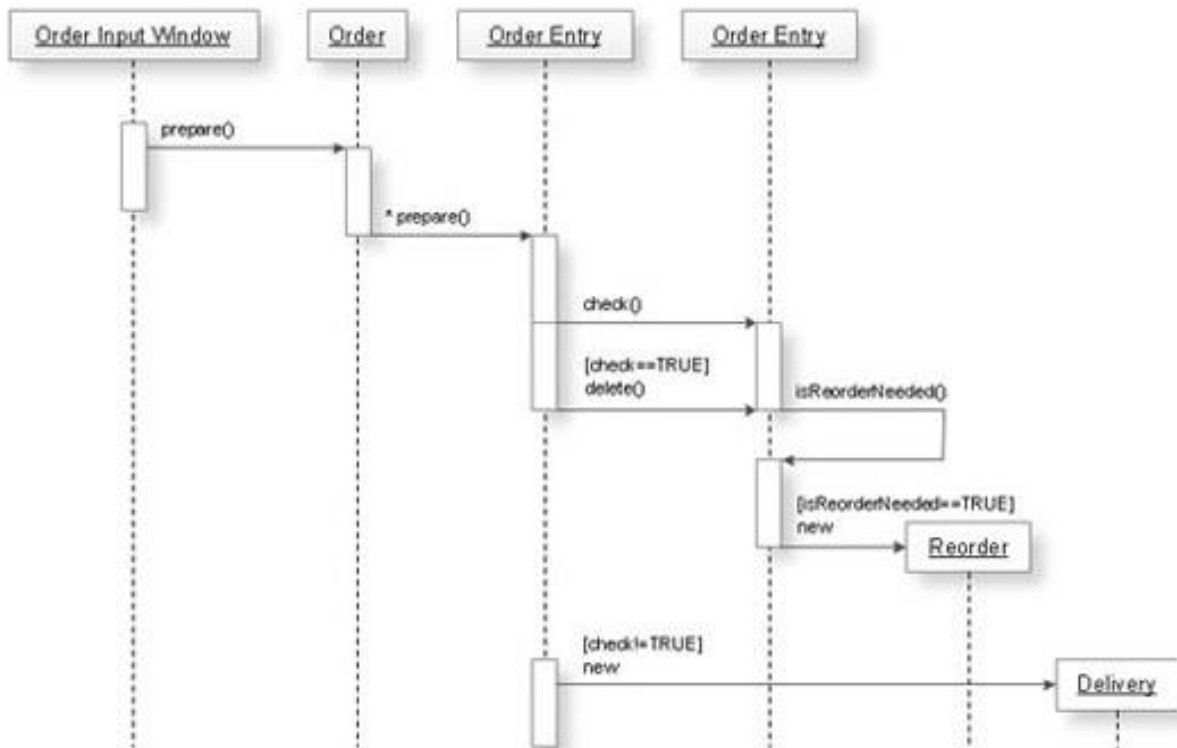 Order Input Window
Order
Order Entry
Order Entry
prepare()
* prepare()
check()
[check==TRUE]
delete()
isReorderNeeded()
[isReorderNeeded==TRUE]
new
Reorder
[check!=TRUE]
new
Delivery